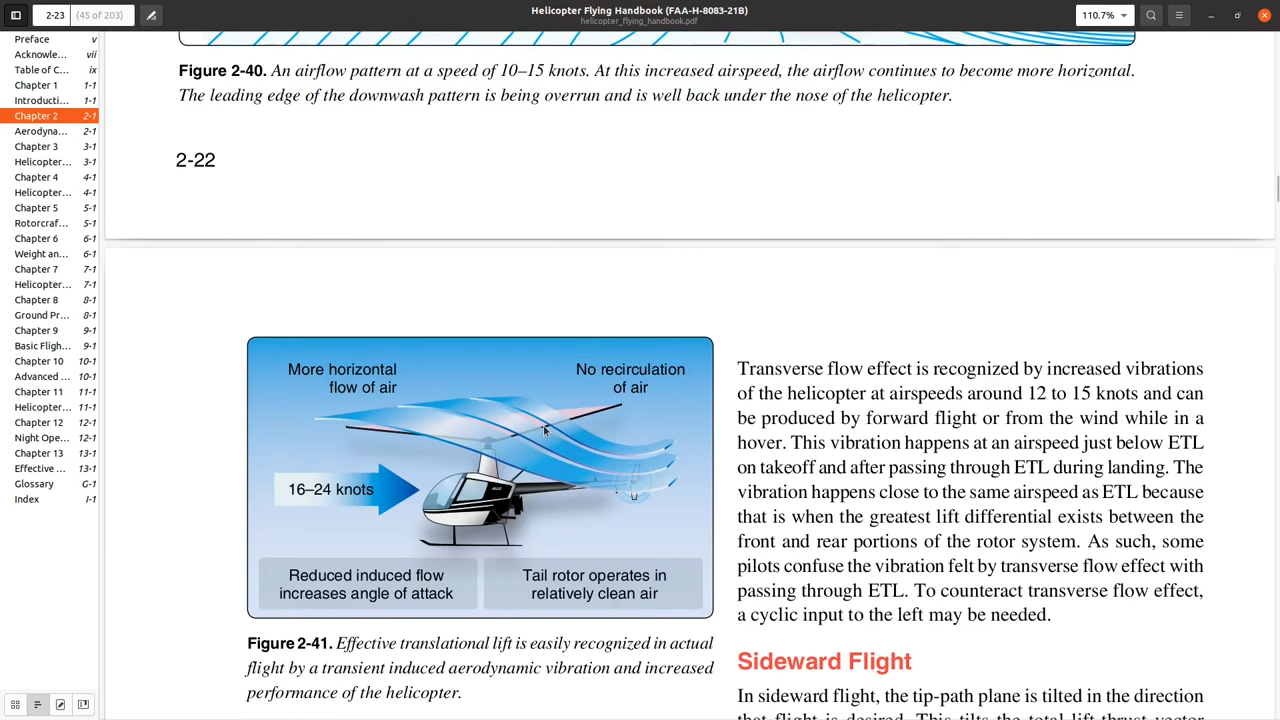 2-23
(45 of 203)
Helicopter Flying Handbook (FAA-H-8083-21B)
helicopter_flying_handbook.pdf
110.7%
Preface v
Acknowle... vii
Table of C... ix
Chapter 1 1-1
Introducti... 1-1
Chapter 2 2-1
Aerodyna... 2-1
Chapter 3 3-1
Helicopter... 3-1
Chapter 4 4-1
Helicopter... 4-1
Chapter 5 5-1
Rotorcraf... 5-1
Chapter 6 6-1
Weight an... 6-1
Chapter 7 7-1
Helicopter... 7-1
Chapter 8 8-1
Ground Pr... 8-1
Chapter 9 9-1
Basic Fligh... 9-1
Chapter 10 10-1
Advanced ... 10-1
Chapter 11 11-1
Helicopter... 11-1
Chapter 12 12-1
Night Ope... 12-1
Chapter 13 13-1
Effective ... 13-1
Glossary G-1
Index I-1
Figure 2-40. An airflow pattern at a speed of 10–15 knots. At this increased airspeed, the airflow continues to become more horizontal.
The leading edge of the downwash pattern is being overrun and is well back under the nose of the helicopter.
2-22
More horizontal
flow of air
No recirculation
of air
16–24 knots
Reduced induced flow
increases angle of attack
Tail rotor operates in
relatively clean air
Figure 2-41. Effective translational lift is easily recognized in actual
flight by a transient induced aerodynamic vibration and increased
performance of the helicopter.
Transverse flow effect is recognized by increased vibrations
of the helicopter at airspeeds around 12 to 15 knots and can
be produced by forward flight or from the wind while in a
hover. This vibration happens at an airspeed just below ETL
on takeoff and after passing through ETL during landing. The
vibration happens close to the same airspeed as ETL because
that is when the greatest lift differential exists between the
front and rear portions of the rotor system. As such, some
pilots confuse the vibration felt by transverse flow effect with
passing through ETL. To counteract transverse flow effect,
a cyclic input to the left may be needed.
Sideward Flight
In sideward flight, the tip-path plane is tilted in the direction
that flight is desired. This tilts the total lift-thrust vector